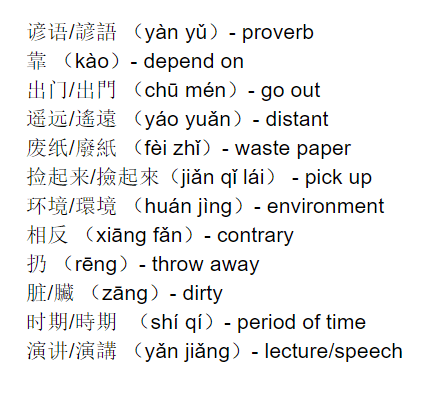 谚语/諺語 （yàn yǔ）- proverb
靠 （kào）- depend on
出门/出門 （chū mén）- go out
遥远/遙遠 （yáo yuǎn）- distant
废纸/廢紙 （fèi zhǐ）- waste paper
捡起来/撿起來（jiǎn qǐ lái） - pick up
环境/環境 （huán jìng）- environment
相反 （xiāng fǎn）- contrary
扔 （rēng）- throw away
脏/臟 （zāng）- dirty
时期/時期 （shí qí）- period of time
演讲/演講 （yǎn jiǎng）- lecture/speech